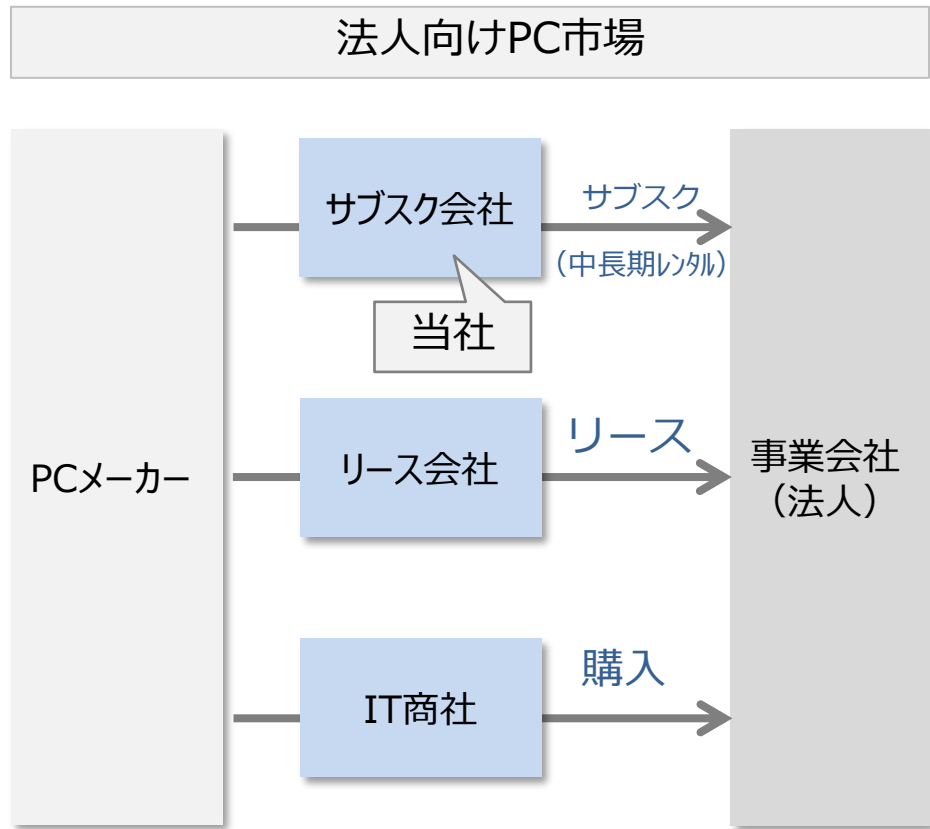 法人向けPC市場
サブスク会社
サブスク
（中長期ﾚﾝﾀﾙ）
当社
PCメーカー
リース会社
リース
事業会社
（法人）
IT商社
購入